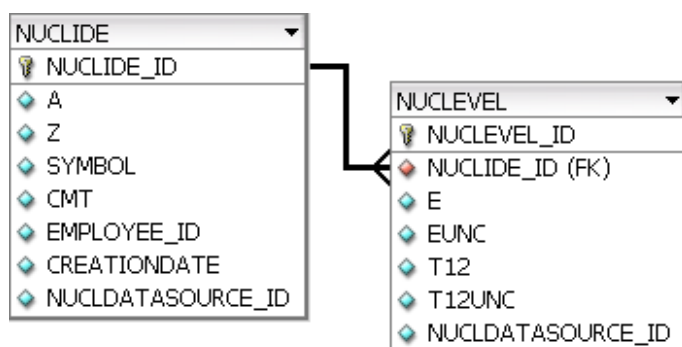 NUCLIDE
NUCLIDE_ID
A
Z
SYMBOL
CMT
EMPLOYEE_ID
CREATIONDATE
NUCLDATASOURCE_ID
NUCLEVEL
NUCLEVEL_ID
NUCLIDE_ID (FK)
E
EUNC
T12
T12UNC
NUCLDATASOURCE_ID